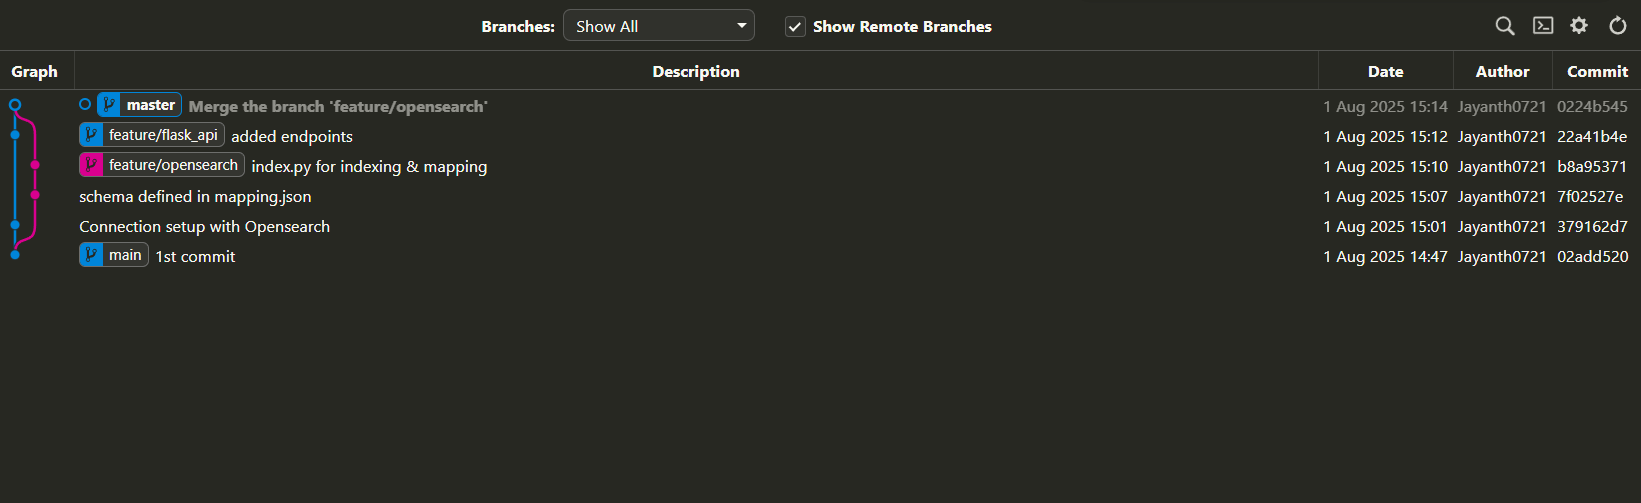 Branches: Show All Show Remote Branches
Graph Description Date Author Commit
master Merge the branch 'feature/opensearch' 1 Aug 2025 15:14 Jayanth0721 0224b545
feature/flask_api added endpoints 1 Aug 2025 15:12 Jayanth0721 22a41b4e
feature/opensearch index.py for indexing & mapping 1 Aug 2025 15:10 Jayanth0721 b8a95371
schema defined in mapping.json 1 Aug 2025 15:07 Jayanth0721 7f02527e
Connection setup with Opensearch 1 Aug 2025 15:01 Jayanth0721 379162d7
main 1st commit 1 Aug 2025 14:47 Jayanth0721 02add520